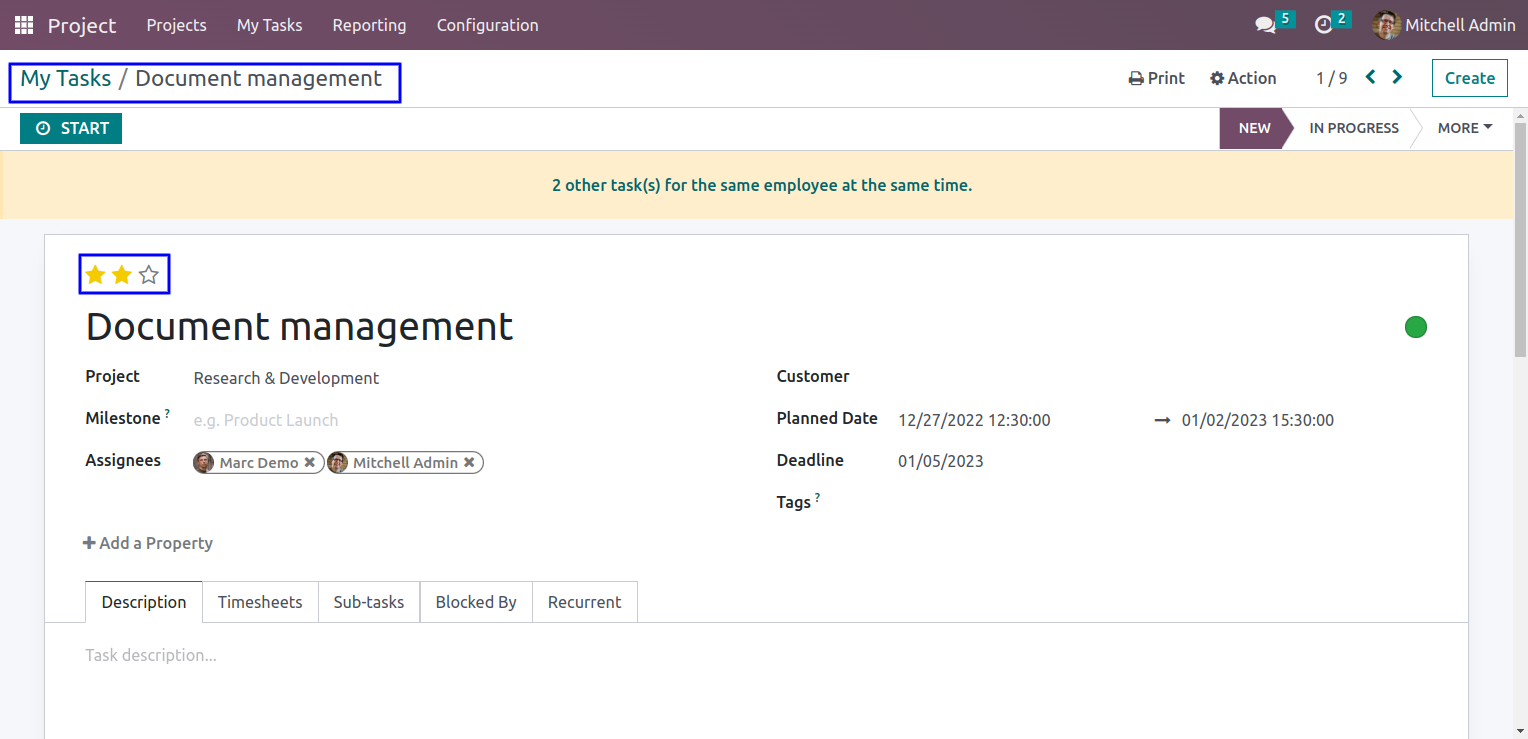 Project Projects My Tasks Reporting Configuration 5 2 Mitchell Admin
My Tasks / Document management Print Action 1 / 9 Create
START NEW IN PROGRESS MORE
2 other task(s) for the same employee at the same time.
Document management
Project Research & Development Customer
Milestone ? e.g. Product Launch Planned Date 12/27/2022 12:30:00 → 01/02/2023 15:30:00
Assignees Marc Demo ✖ Mitchell Admin ✖ Deadline 01/05/2023
Tags ?
+ Add a Property
Description Timesheets Sub-tasks Blocked By Recurrent
Task description...